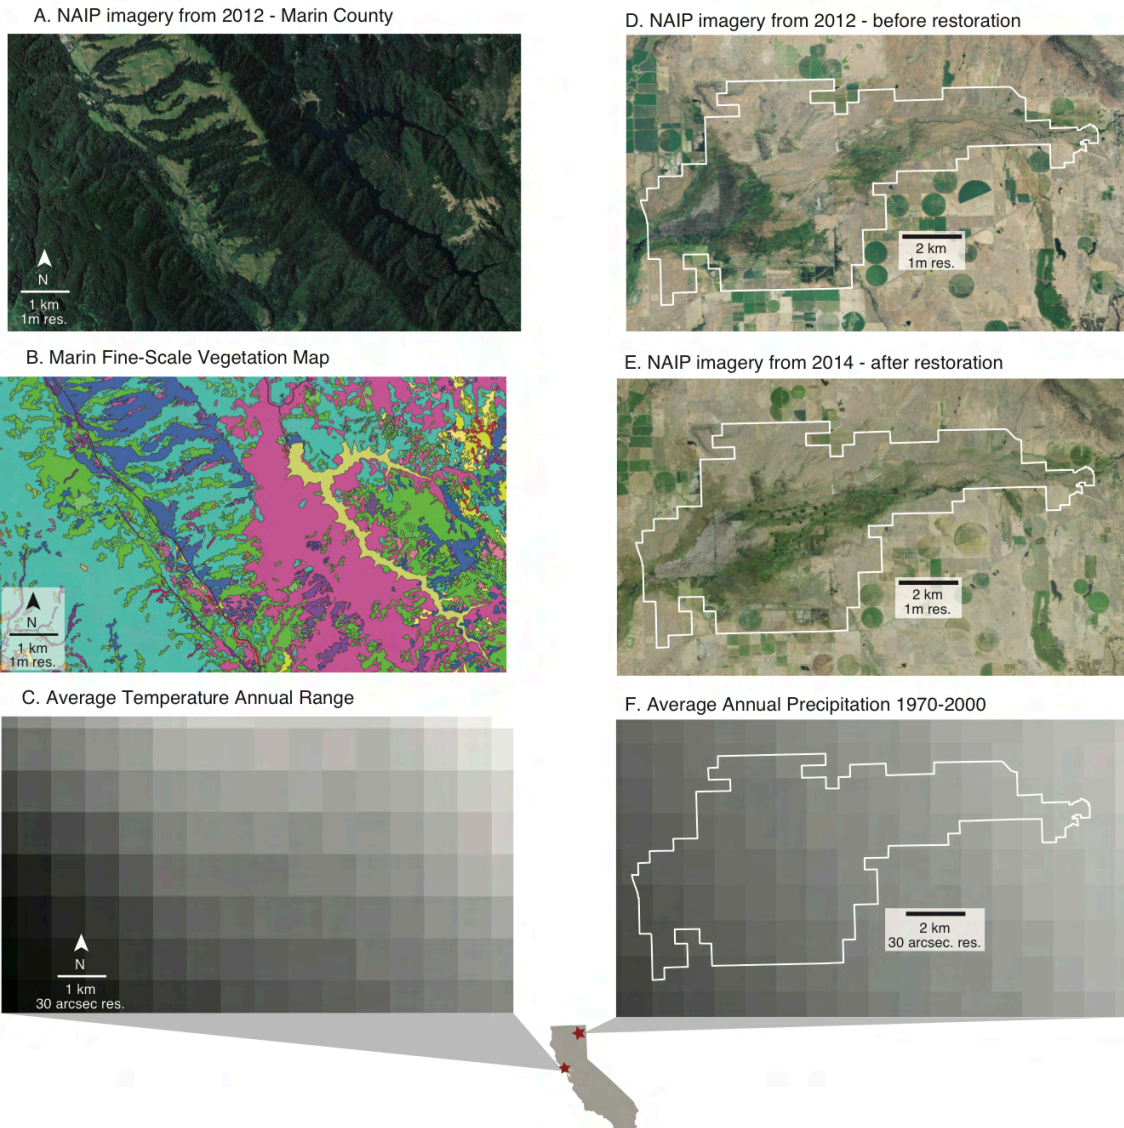 A. NAIP imagery from 2012 - Marin County
N
1 km
1m res.
B. Marin Fine-Scale Vegetation Map
N
1 km
1m res.
C. Average Temperature Annual Range
N
1 km
30 arcsec res.
D. NAIP imagery from 2012 - before restoration
2 km
1m res.
E. NAIP imagery from 2014 - after restoration
2 km
1m res.
F. Average Annual Precipitation 1970-2000
2 km
30 arcsec. res.